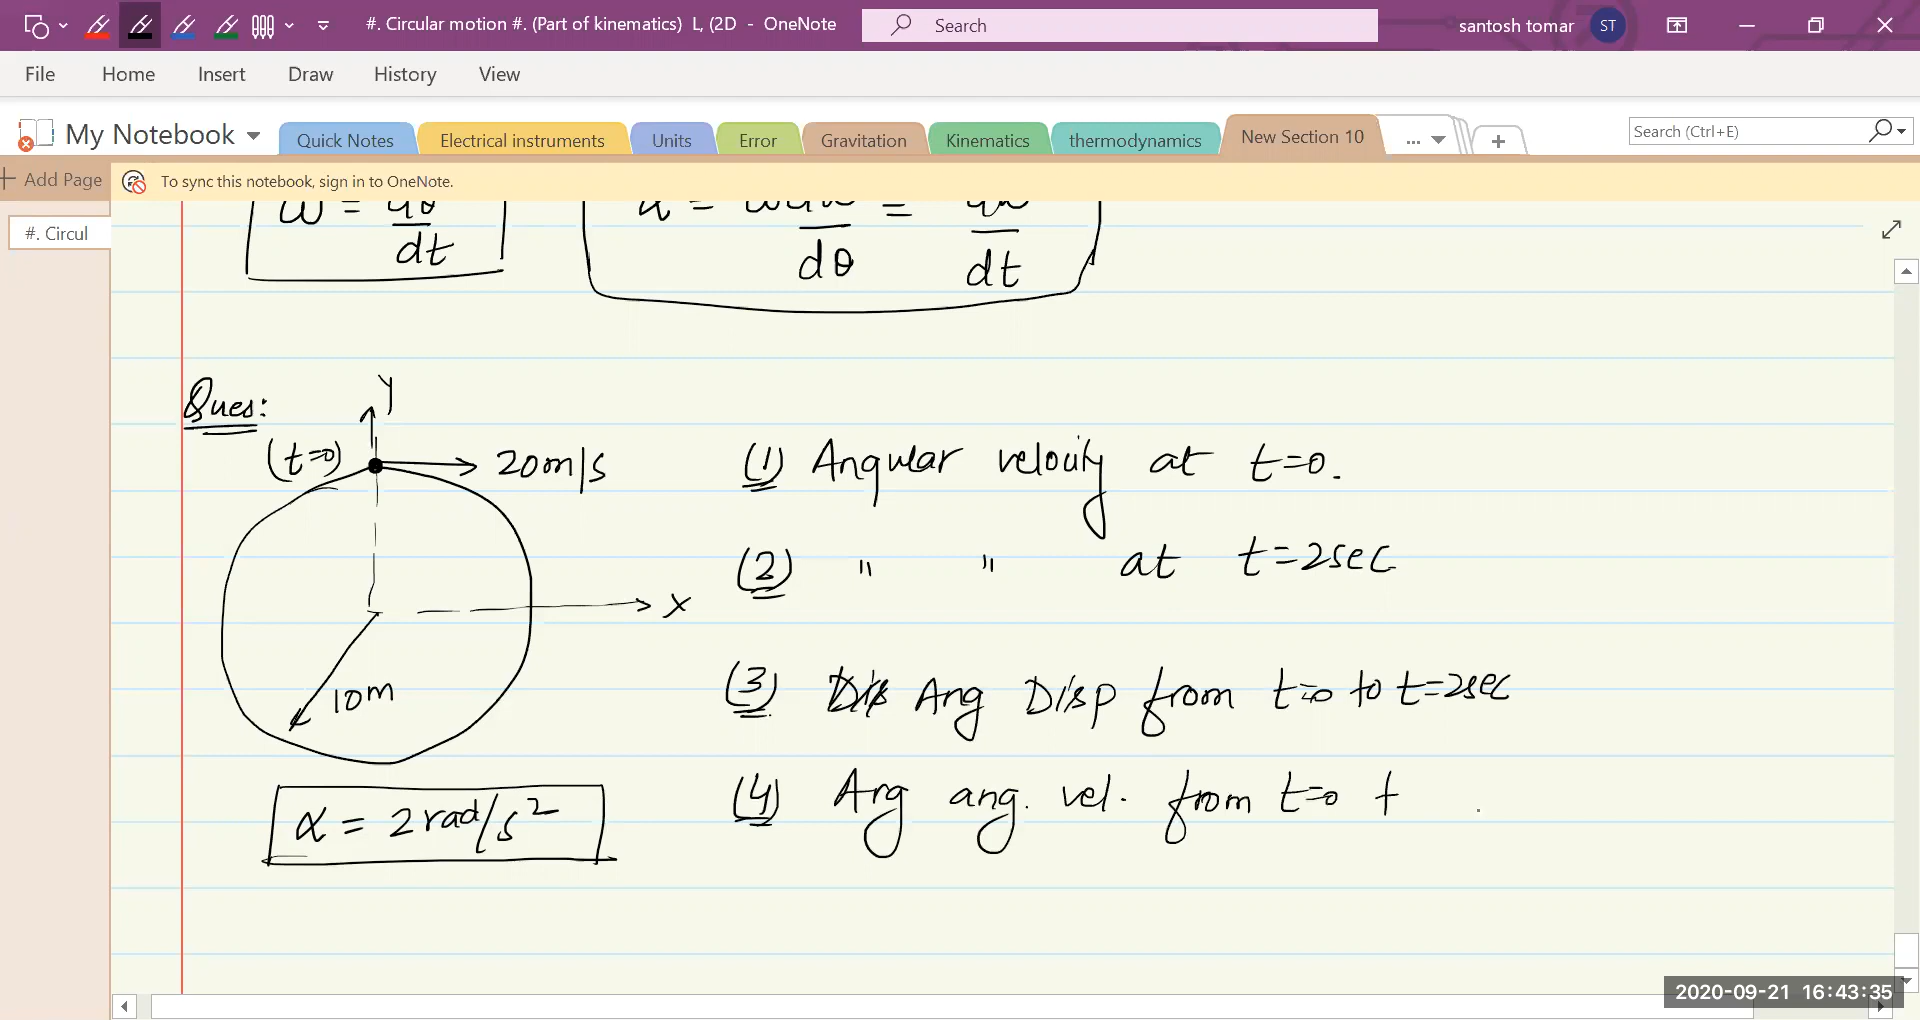 #. Circular motion #. (Part of kinematics) L, (2D - OneNote
Search
santosh tomar
ST
File Home Insert Draw History View
My Notebook
Quick Notes
Electrical instruments
Units
Error
Gravitation
Kinematics
thermodynamics
New Section 10
...
Search (Ctrl+E)
Add Page
To sync this notebook, sign in to OneNote.
#. Circul
ω = dθ/dt
α = ωdω/dθ = dω/dt
Ques:
Y
(t=0)
20m/s
X
10m
α = 2rad/s²
(1) Angular velocity at t=0.
(2) " " at t=2sec
(3) Ang Disp from t=0 to t=2sec
(4) Avg ang. vel. from t=0 t
2020-09-21 16:43:35